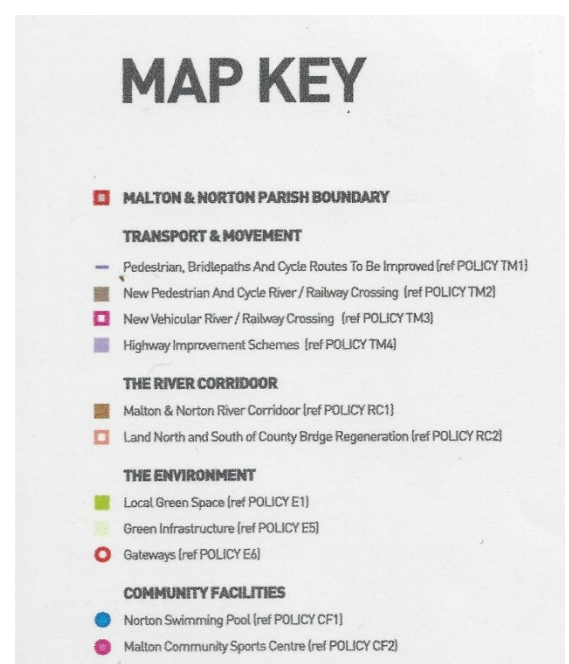 MAP KEY
MALTON & NORTON PARISH BOUNDARY
TRANSPORT & MOVEMENT
Pedestrian, Bridlepaths And Cycle Routes To Be Improved (ref POLICY TM1)
New Pedestrian And Cycle River / Railway Crossing (ref POLICY TM2)
New Vehicular River / Railway Crossing (ref POLICY TM3)
Highway Improvement Schemes (ref POLICY TM4)
THE RIVER CORRIDOOR
Malton & Norton River Corridoor (ref POLICY RC1)
Land North and South of County Brdge Regeneration (ref POLICY RC2)
THE ENVIRONMENT
Local Green Space (ref POLICY E1)
Green Infrastructure (ref POLICY E5)
Gateways (ref POLICY E6)
COMMUNITY FACILITIES
Norton Swimming Pool (ref POLICY CF1)
Malton Community Sports Centre (ref POLICY CF2)